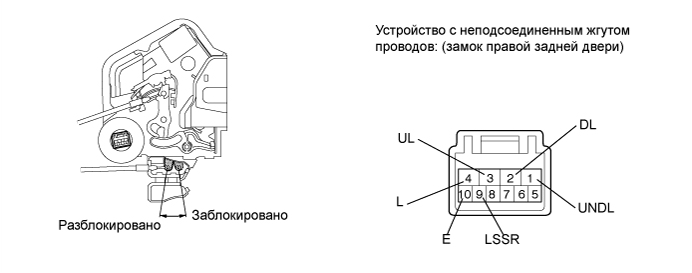 Устройство с неподсоединенным жгутом
проводов: (замок правой задней двери)
Разблокировано
Заблокировано
UL
DL
4 3 2 1
L
10 9 8 7 6 5
UNDL
E
LSSR